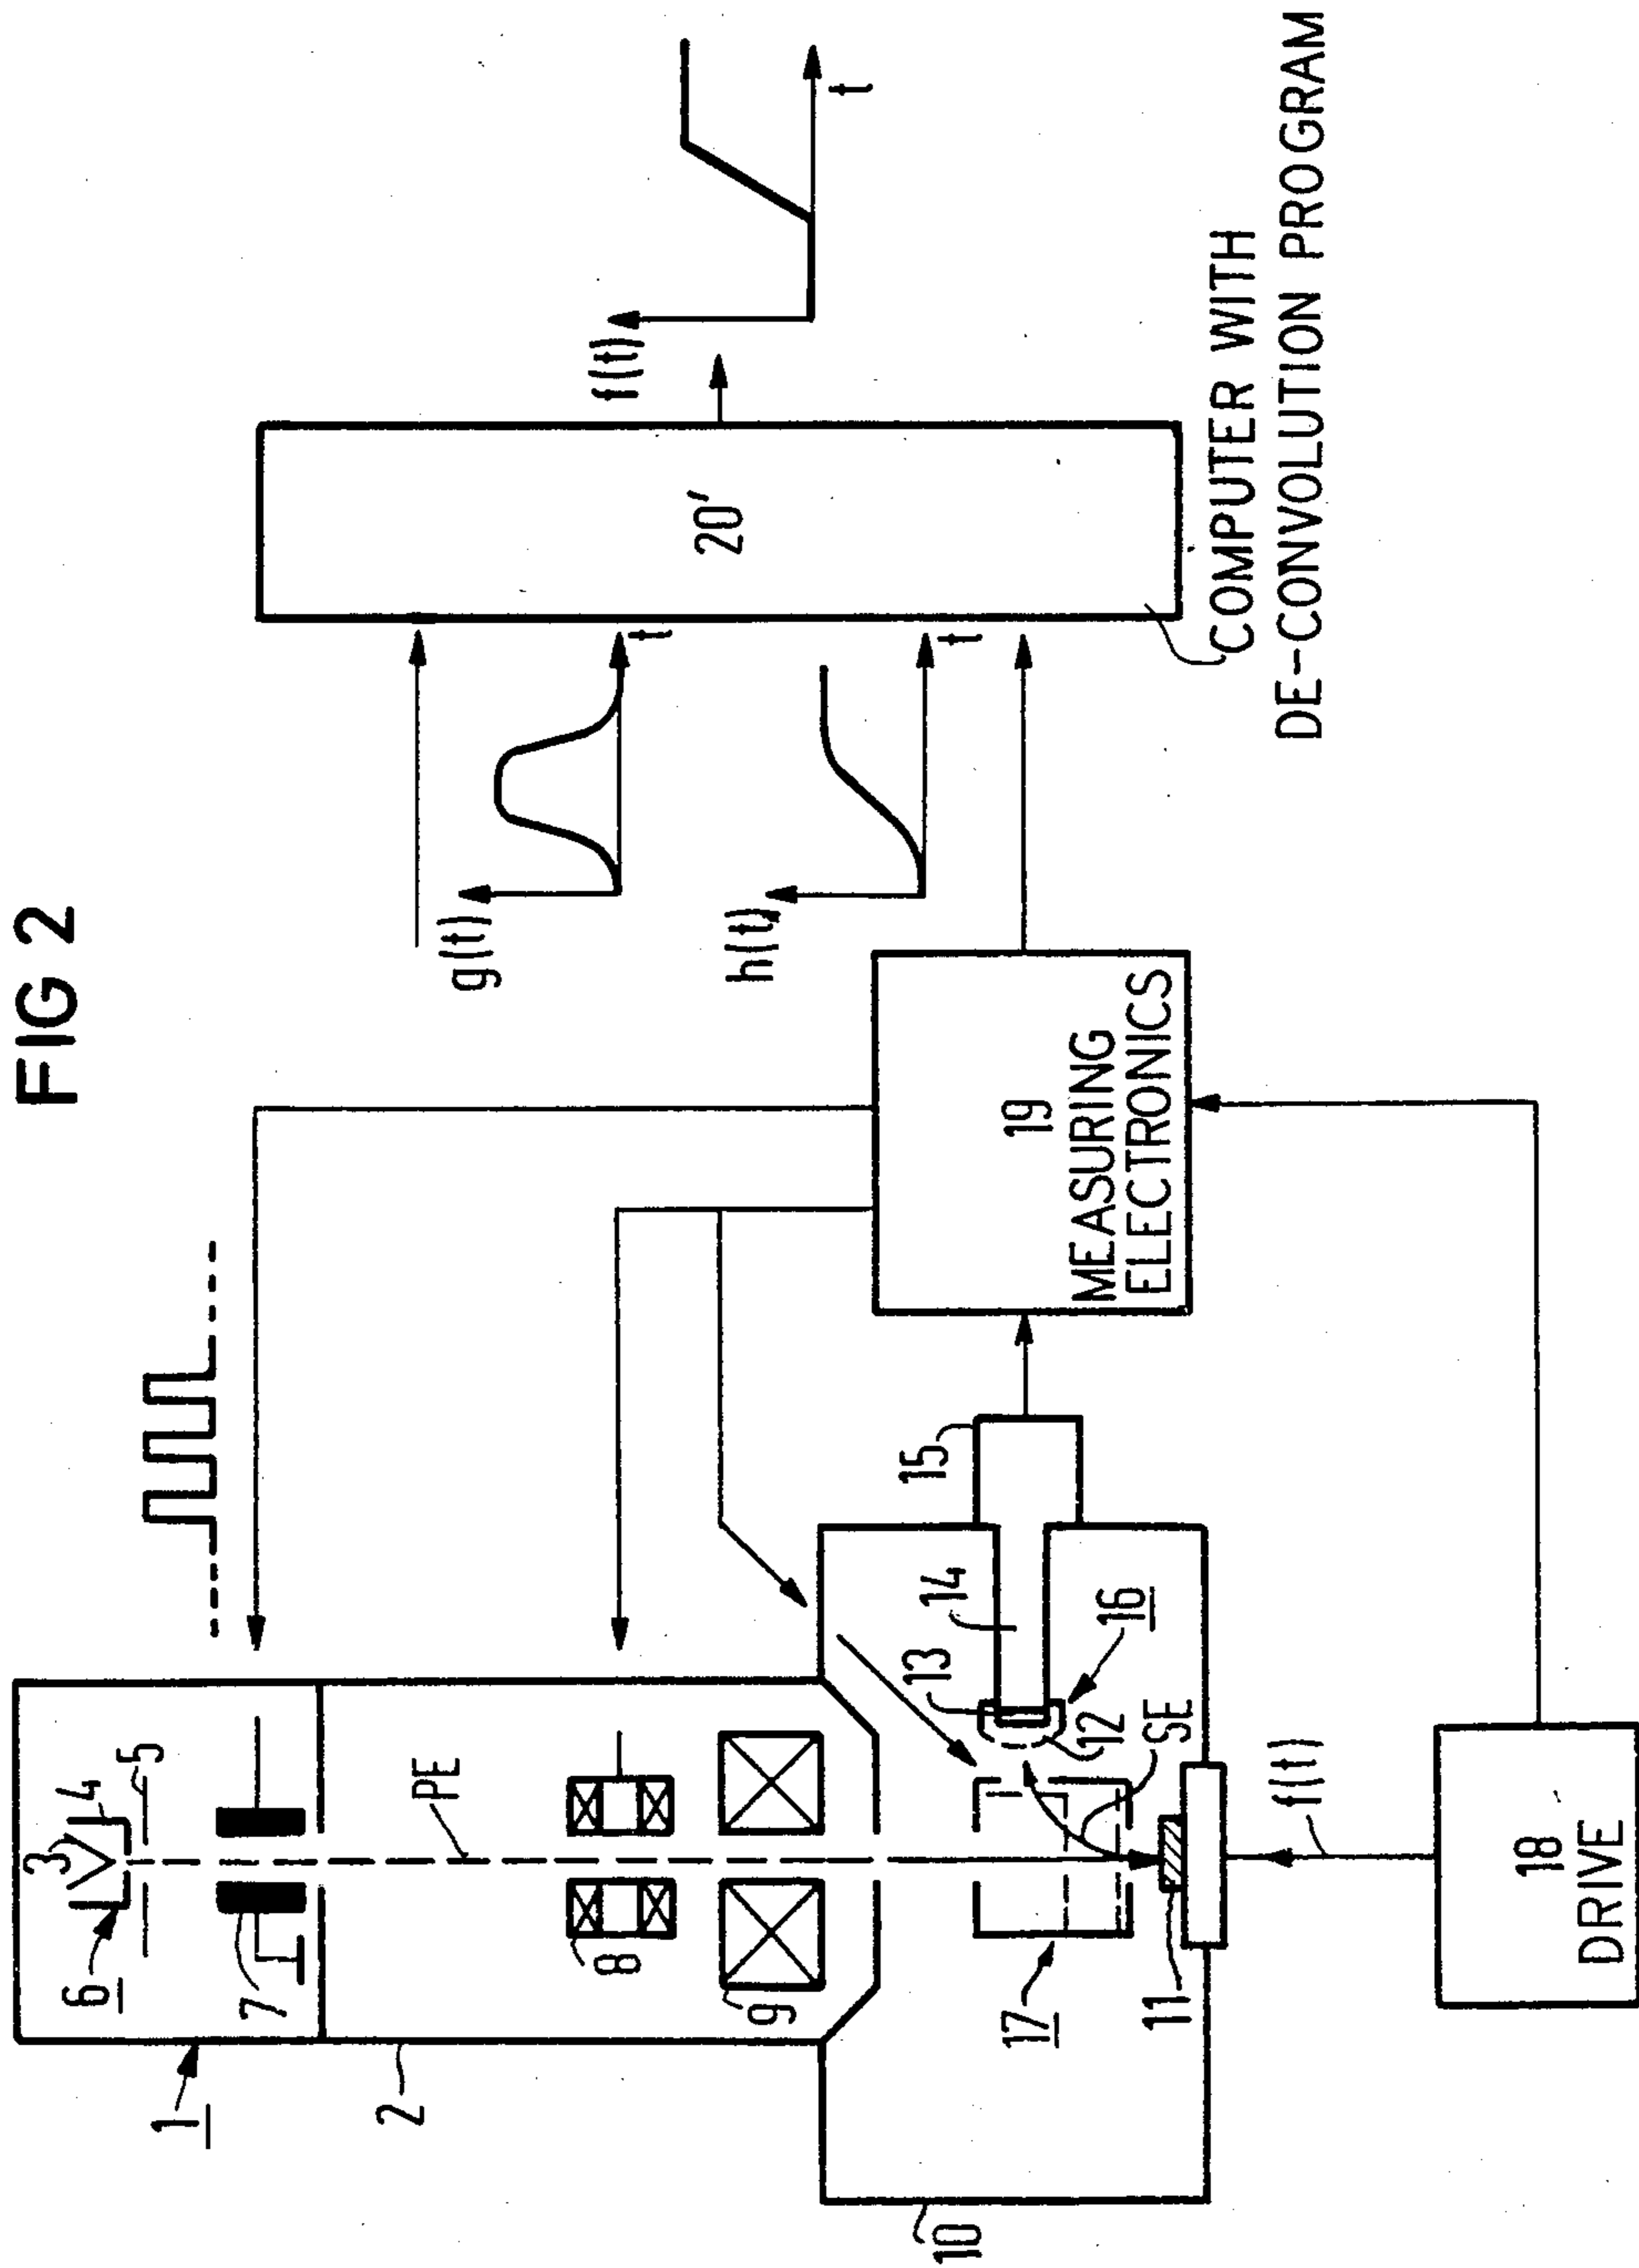 FIG 2
1
2
3
4
5
6
7
PE
8
9
10
11
12
13
14
15
16
17
SE
f(t)
18
DRIVE
19
MEASURING
ELECTRONICS
g(t)
t
h(t)
t
20'
f(t)
t
COMPUTER WITH
DE-CONVOLUTION PROGRAM